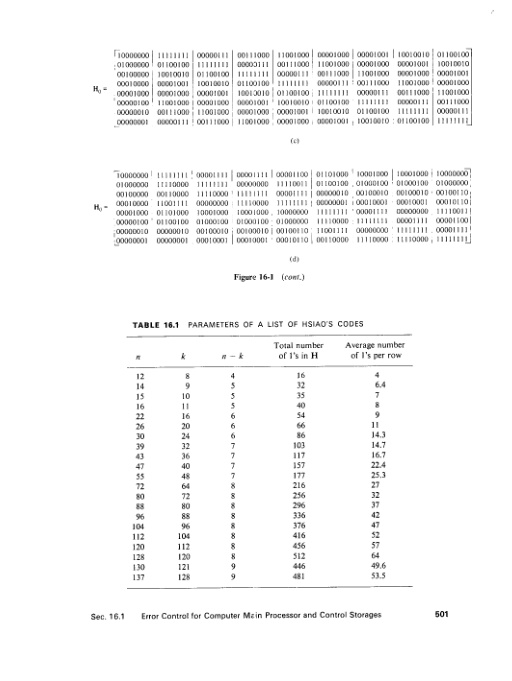 10000000 11111111 00000111 00111000 11001000 00001000 00001001 10010010 01100100
01000000 01100100 11111111 00000111 00111000 11001000 00001000 00001001 10010010
00100000 10010010 01100100 11111111 00000111 00111000 11001000 00001000 00001001
H₀ = 00010000 00001001 10010010 01100100 11111111 00000111 00111000 11001000 00001000
00001000 00001000 00001001 10010010 01100100 11111111 00000111 00111000 11001000
00000100 11001000 00001000 00001001 10010010 01100100 11111111 00000111 00111000
00000010 00111000 11001000 00001000 00001001 10010010 01100100 11111111 00000111
00000001 00000111 00111000 11001000 00001000 00001001 10010010 01100100 11111111
(c)
10000000 11111111 00001111 00001111 00001100 01101000 10001000 10001000 10000000
01000000 11110000 11111111 00000000 11110011 01100100 01000100 01000100 01000000
00100000 00110000 11110000 11111111 00001111 00000010 00100010 00100010 00100110
H₀ = 00010000 11001111 00000000 11110000 11111111 00000001 00010001 00010001 00010110
00001000 01101000 10001000 10001000 10000000 11111111 00001111 00000000 11110011
00000100 01100100 01000100 01000100 01000000 11110000 11111111 00001111 00001100
00000010 00000010 00100010 00100010 00100110 11001111 00000000 11111111 00001111
00000001 00000001 00010001 00010001 00010110 00110000 11110000 11110000 11111111
(d)
Figure 16-1 (cont.)
TABLE 16.1 PARAMETERS OF A LIST OF HSIAO'S CODES
Total number Average number
n k n − k of 1's in H of 1's per row
12 8 4 16 4
14 9 5 32 6.4
15 10 5 35 7
16 11 5 40 8
22 16 6 54 9
26 20 6 66 11
30 24 6 86 14.3
39 32 7 103 14.7
43 36 7 117 16.7
47 40 7 157 22.4
55 48 7 177 25.3
72 64 8 216 27
80 72 8 256 32
88 80 8 296 37
96 88 8 336 42
104 96 8 376 47
112 104 8 416 52
120 112 8 456 57
128 120 8 512 64
130 121 9 446 49.6
137 128 9 481 53.5
Sec. 16.1 Error Control for Computer Main Processor and Control Storages 501